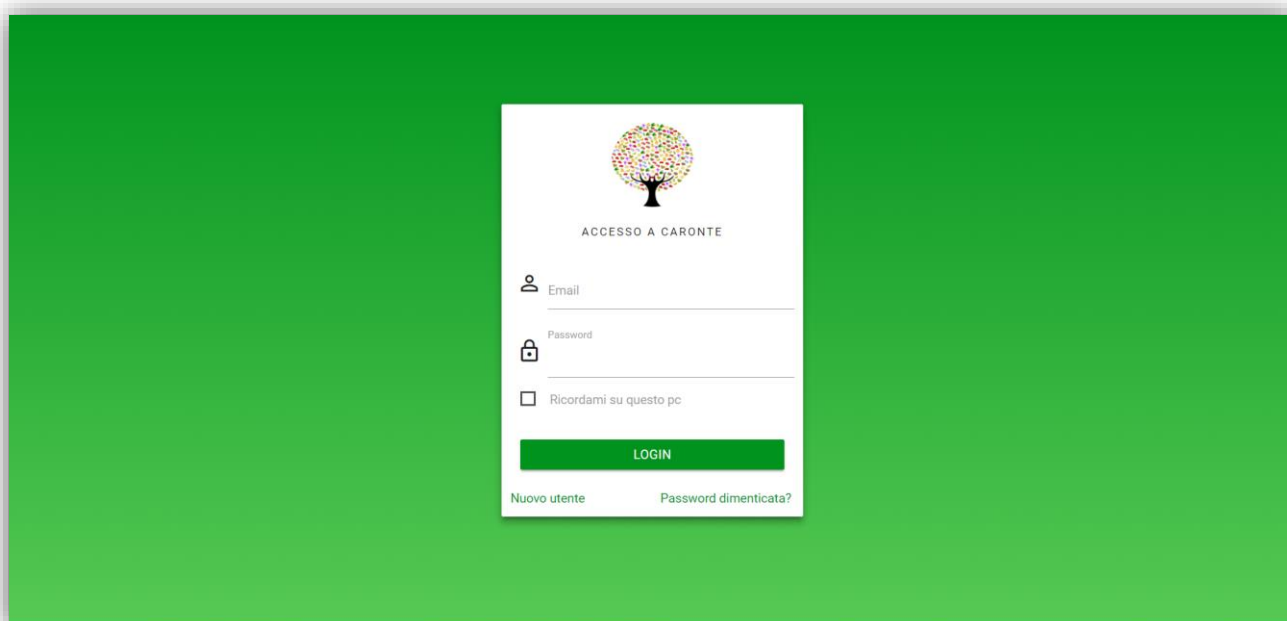 ACCESSO A CARONTE
Email
Password
Ricordami su questo pc
LOGIN
Nuovo utente Password dimenticata?